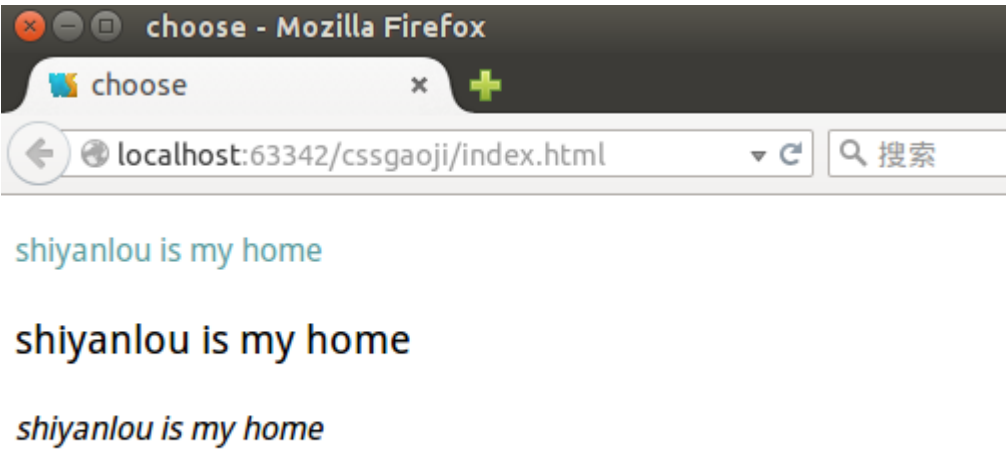 choose - Mozilla Firefox
choose
localhost:63342/cssgaoji/index.html
搜索
shiyanlou is my home
shiyanlou is my home
shiyanlou is my home